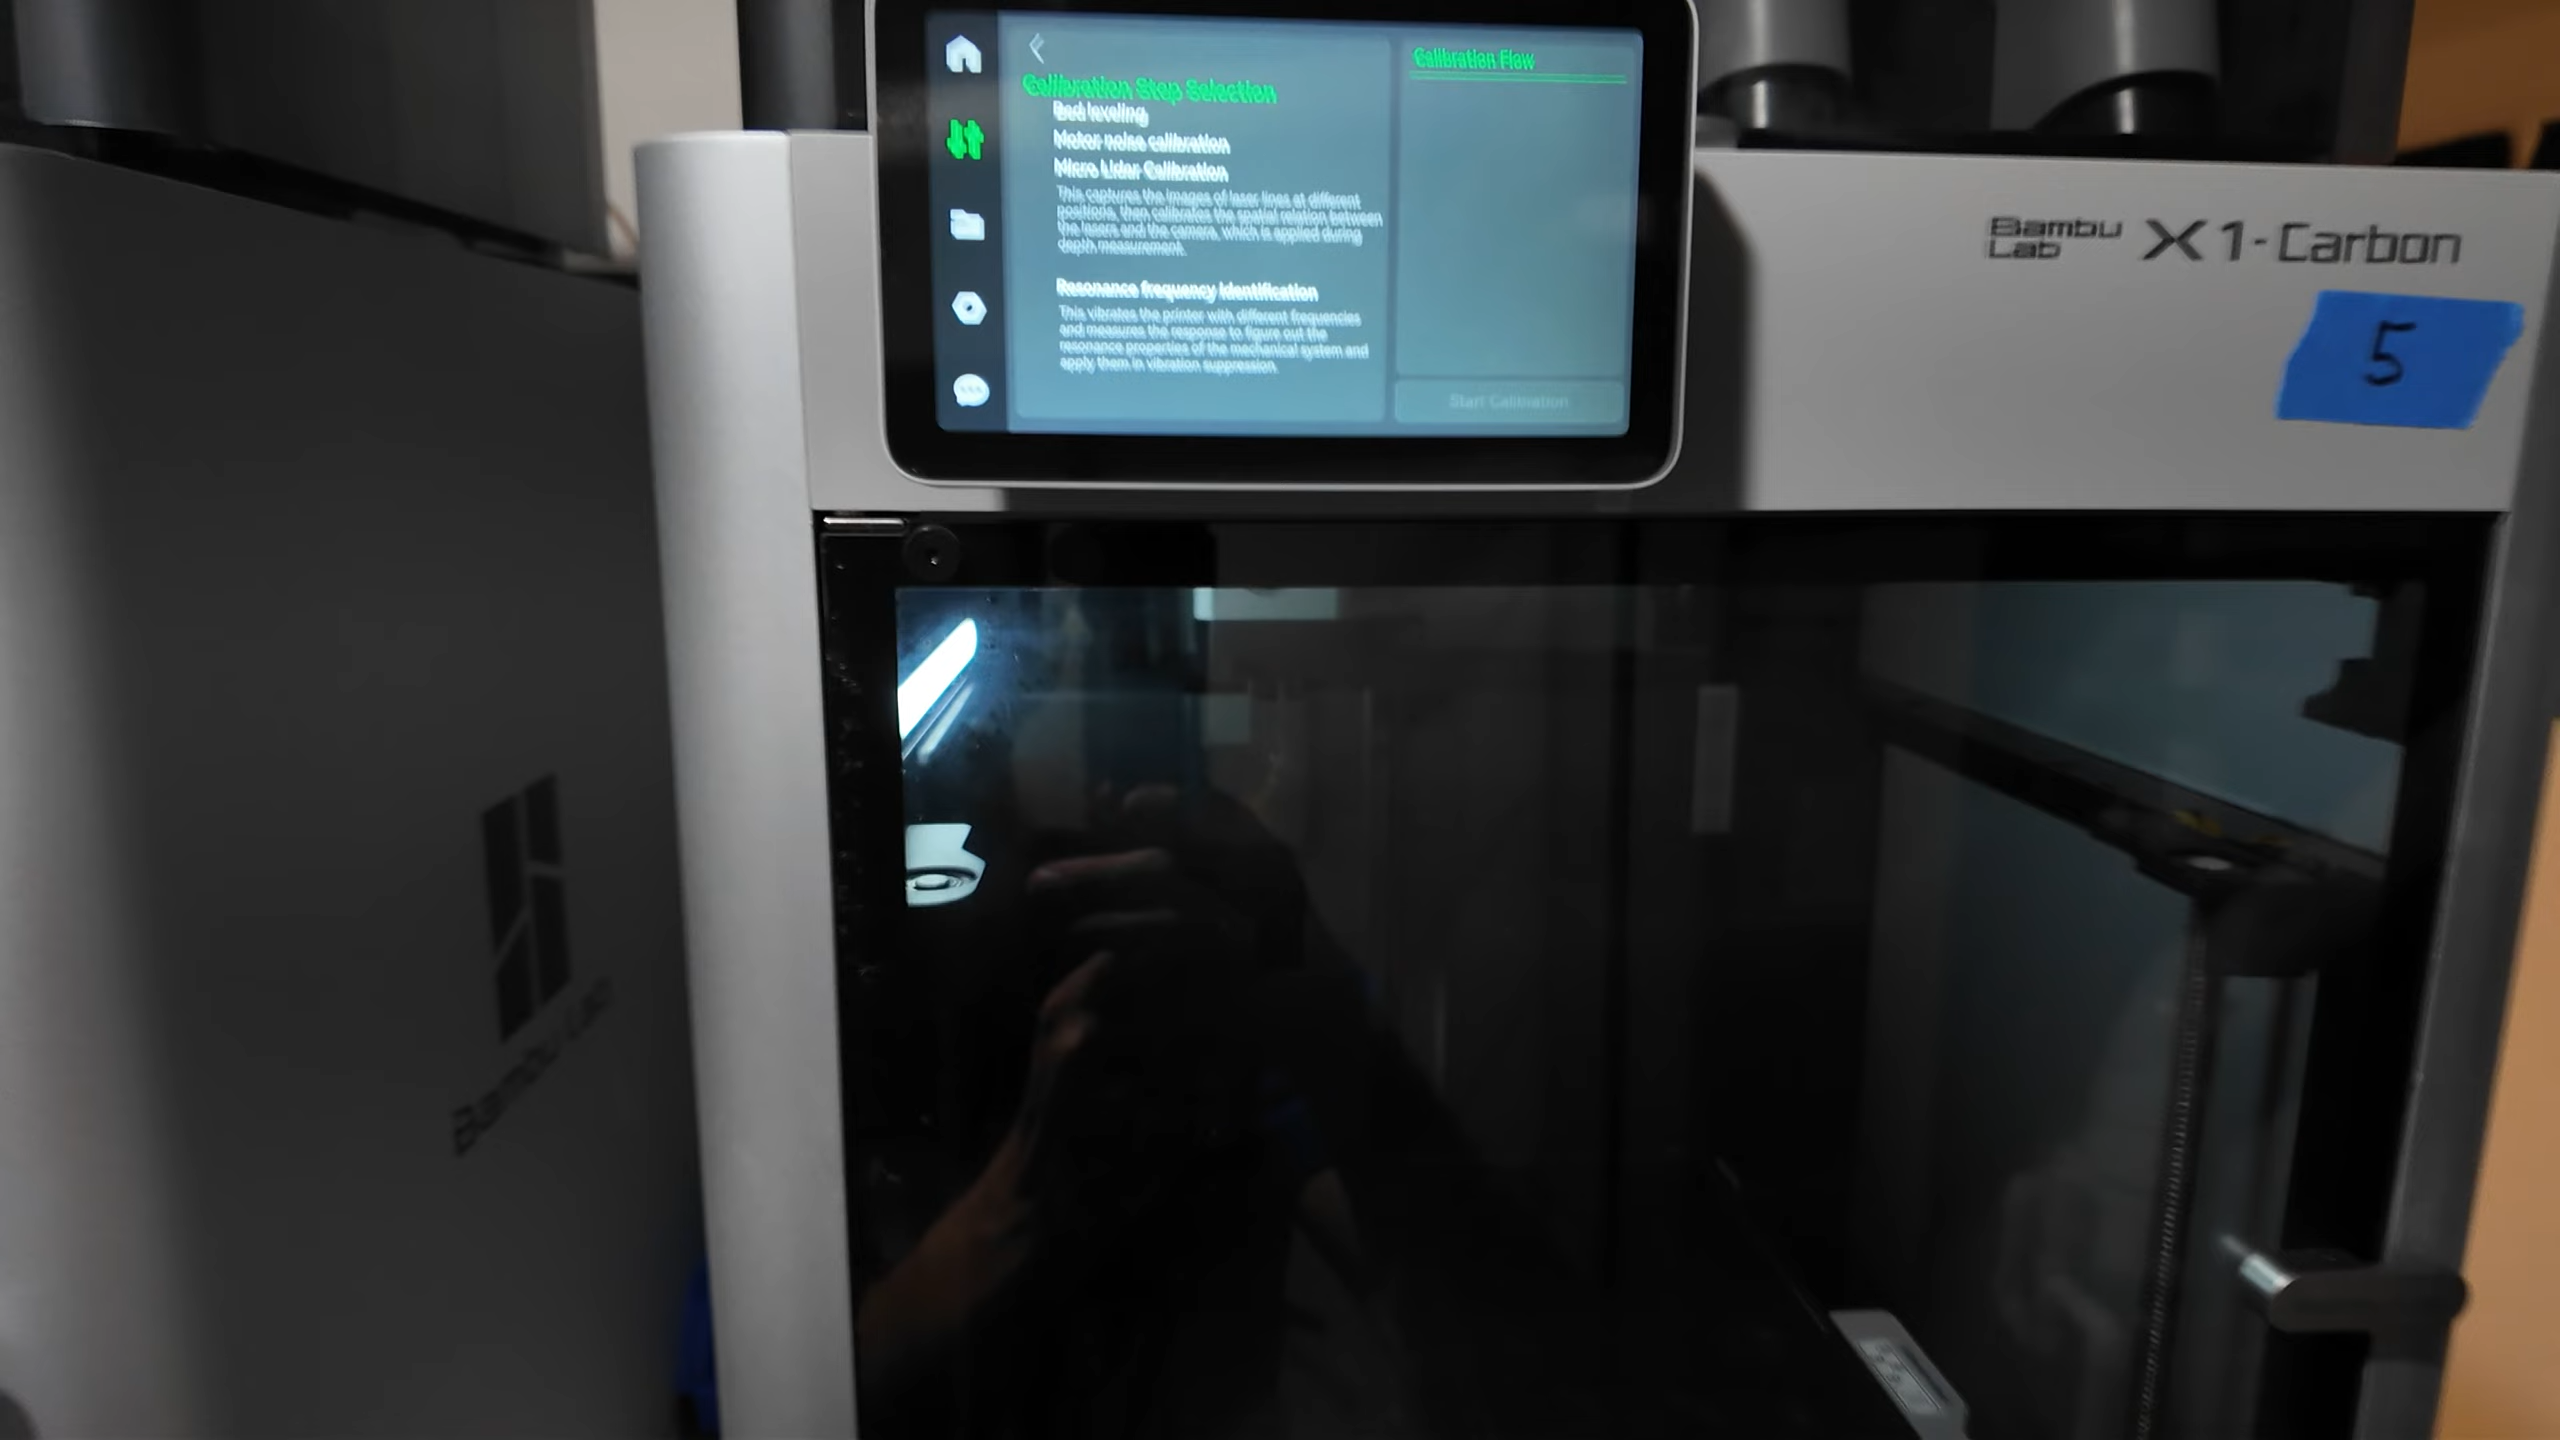 Calibration Step Selection
Bed leveling
Motor noise calibration
Micro Lidar Calibration
This captures the images of laser lines at different
positions, then calibrates the spatial relation between
the lasers and the camera, which is applied during
depth measurement.
Resonance frequency Identification
This vibrates the printer with different frequencies
and measures the response to figure out the
resonance properties of the mechanical system and
apply them in vibration suppression.
Calibration Flow
Start Calibration
Bambu
Lab
X1-Carbon
5
Bambu Lab